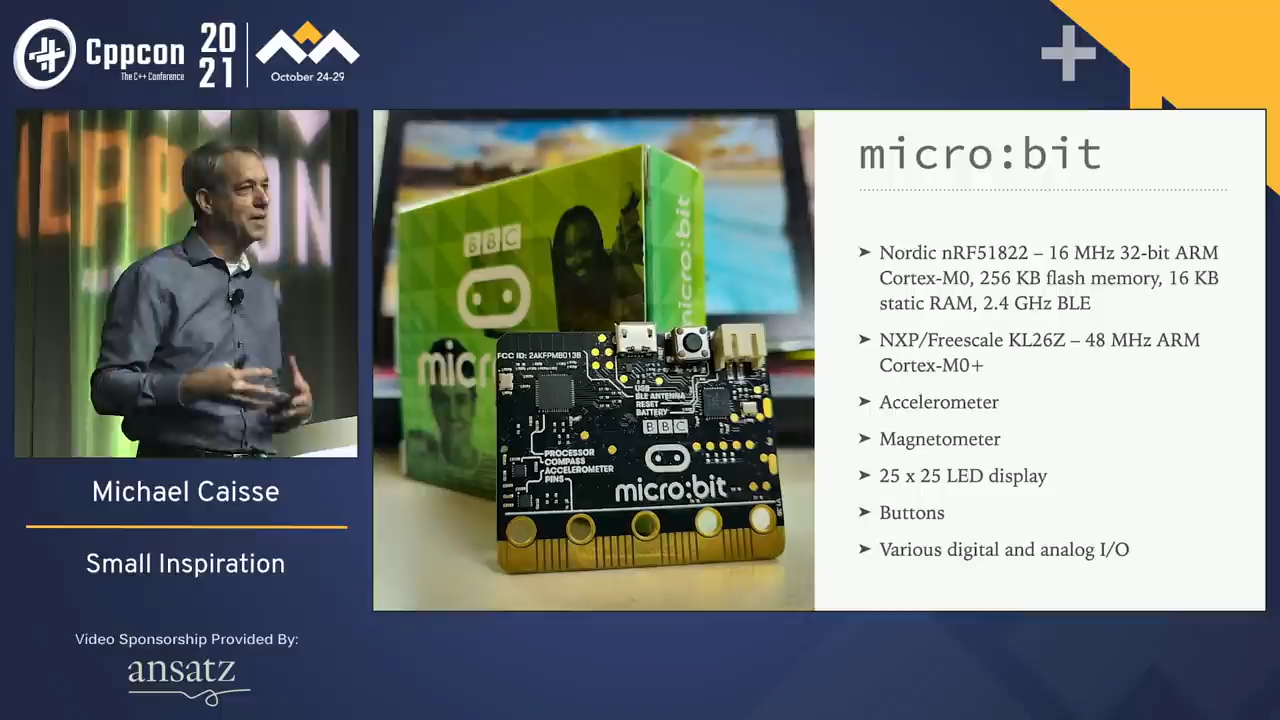 Cppcon
The C++ Conference
20
21
October 24-29
CPP
ON
Michael Caisse
Small Inspiration
Video Sponsorship Provided By:
ansatz
BBC
micro:bit
micr
FCC ID: 2AKFPMB013B
USB
BLE ANTENNA
RESET
BATTERY
BBC
PROCESSOR
COMPASS
ACCELEROMETER
PINS
micro:bit
micro:bit
➤ Nordic nRF51822 – 16 MHz 32-bit ARM
Cortex-M0, 256 KB flash memory, 16 KB
static RAM, 2.4 GHz BLE
➤ NXP/Freescale KL26Z – 48 MHz ARM
Cortex-M0+
➤ Accelerometer
➤ Magnetometer
➤ 25 x 25 LED display
➤ Buttons
➤ Various digital and analog I/O